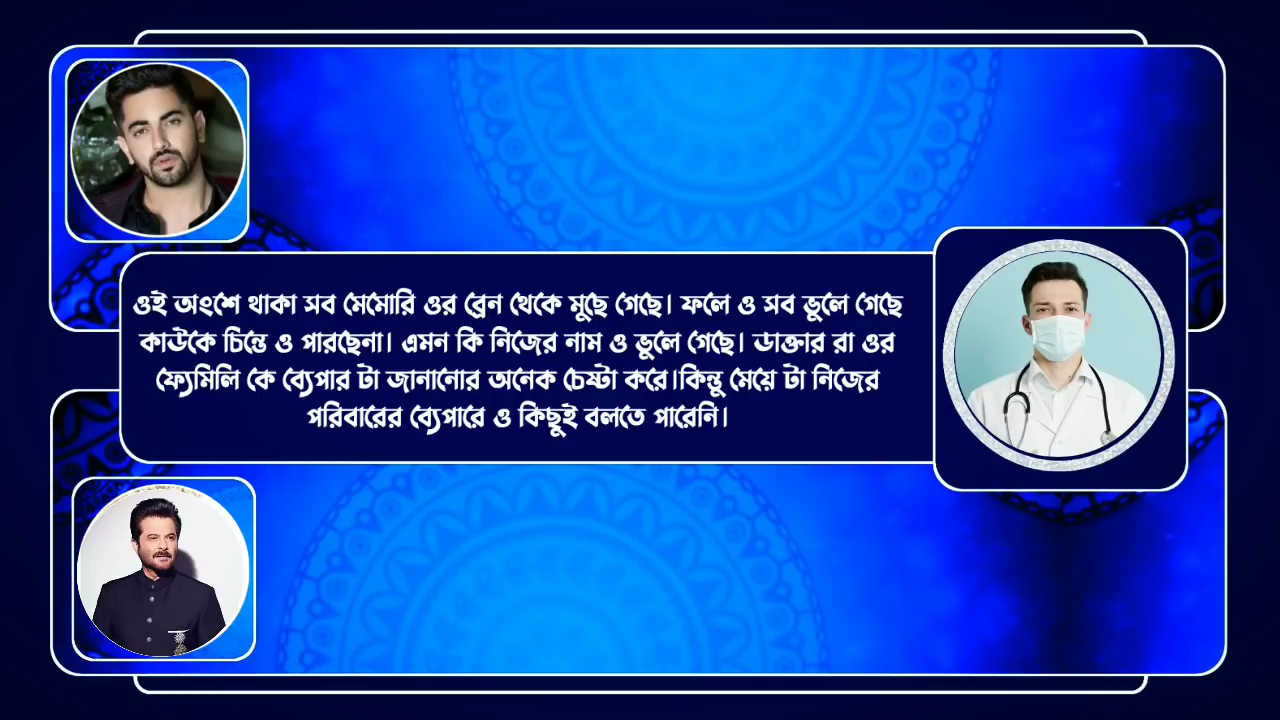 ওই অংশে থাকা সব মেমোরি ওর ব্রেন থেকে মুছে গেছে। ফলে ও সব ভুলে গেছে
কাউকে চিন্তে ও পারছেনা। এমন কি নিজের নাম ও ভুলে গেছে। ডাক্তার রা ওর
ফ্যেমিলি কে ব্যেপার টা জানানোর অনেক চেষ্টা করে।কিন্তু মেয়ে টা নিজের
পরিবারের ব্যেপারে ও কিছুই বলতে পারেনি।